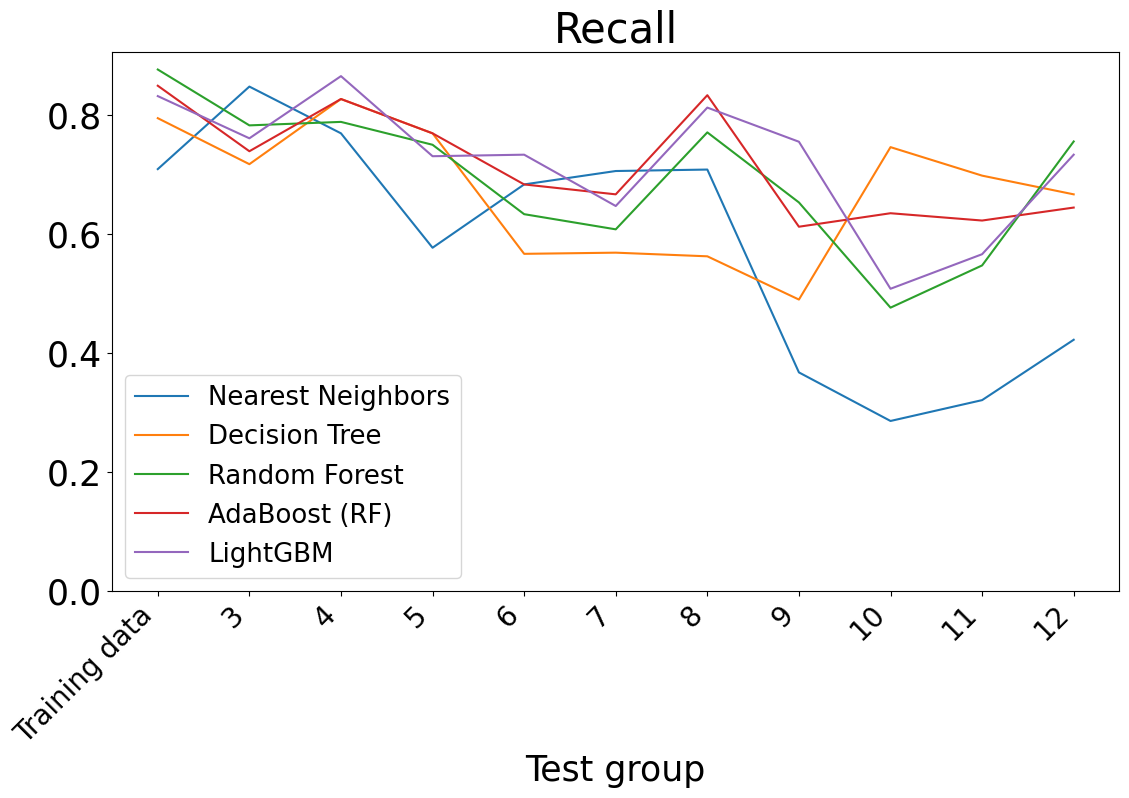 Recall
0.8
0.6
0.4
0.2
0.0
Nearest Neighbors
Decision Tree
Random Forest
AdaBoost (RF)
LightGBM
Training data
3
4
5
6
7
8
9
10
11
12
Test group